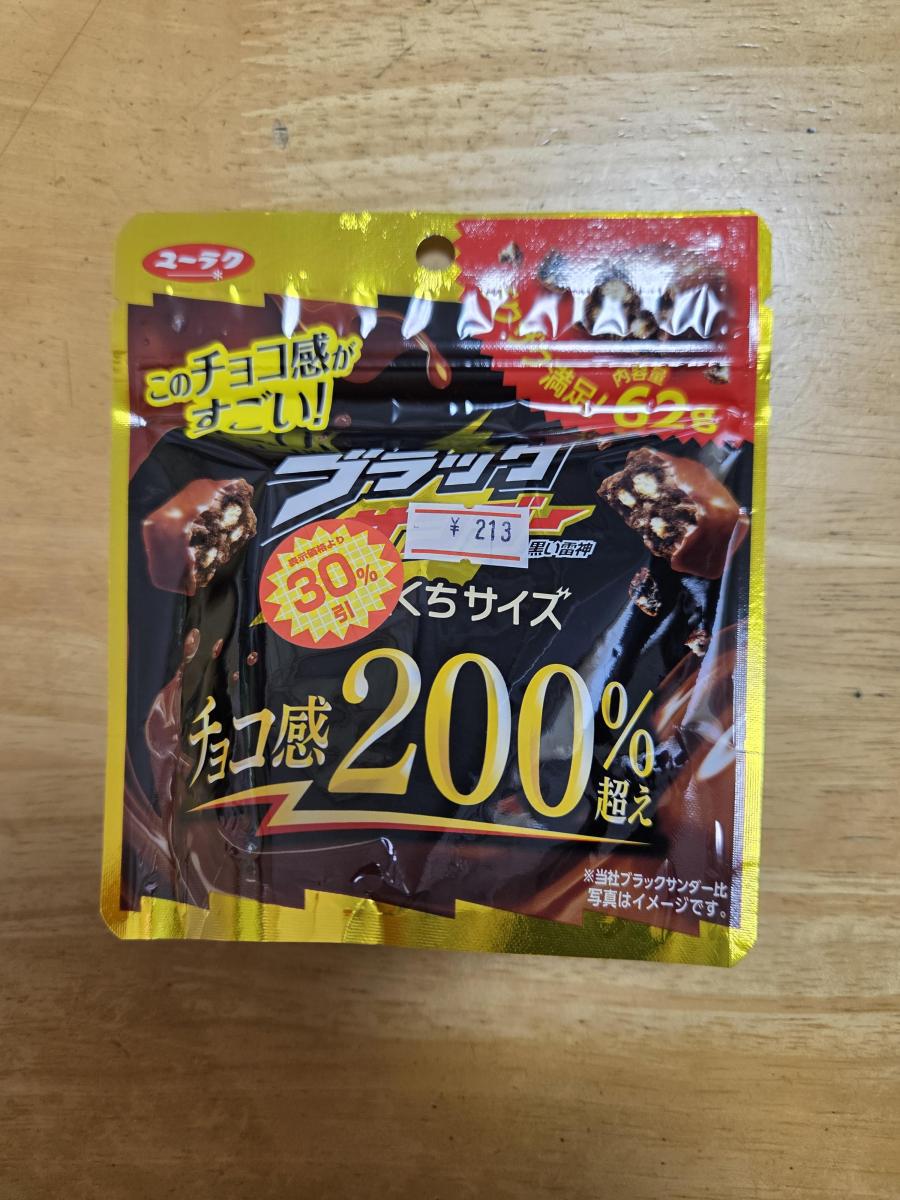 ユーラク
このチョコ感が
すごい!
満足!
内容量
62g
ブラック
¥ 213
黒い雷神
表示価格より
30%
引
くちサイズ
チョコ感200%
超え
※当社ブラックサンダー比
写真はイメージです。